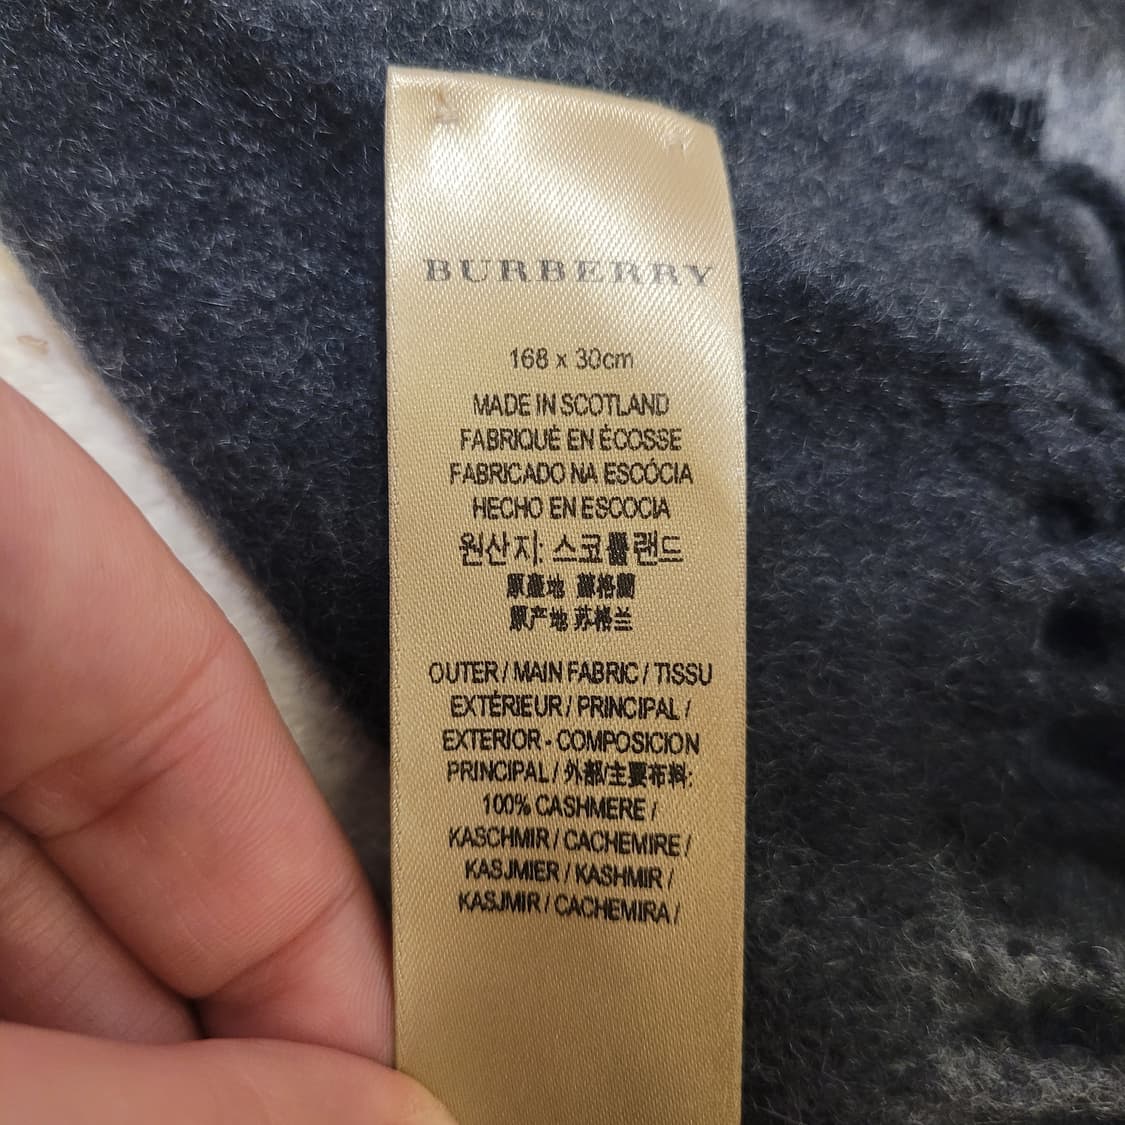 BURBERRY
168 x 30cm
MADE IN SCOTLAND
FABRIQUÉ EN ÉCOSSE
FABRICADO NA ESCÓCIA
HECHO EN ESCOCIA
원산지: 스코틀랜드
原產地 蘇格蘭
原产地 苏格兰
OUTER / MAIN FABRIC / TISSU
EXTÉRIEUR / PRINCIPAL /
EXTERIOR - COMPOSICION
PRINCIPAL / 外部/主要布料:
100% CASHMERE /
KASCHMIR / CACHEMIRE /
KASJMIER / KASHMIR /
KASJMIR / CACHEMIRA /